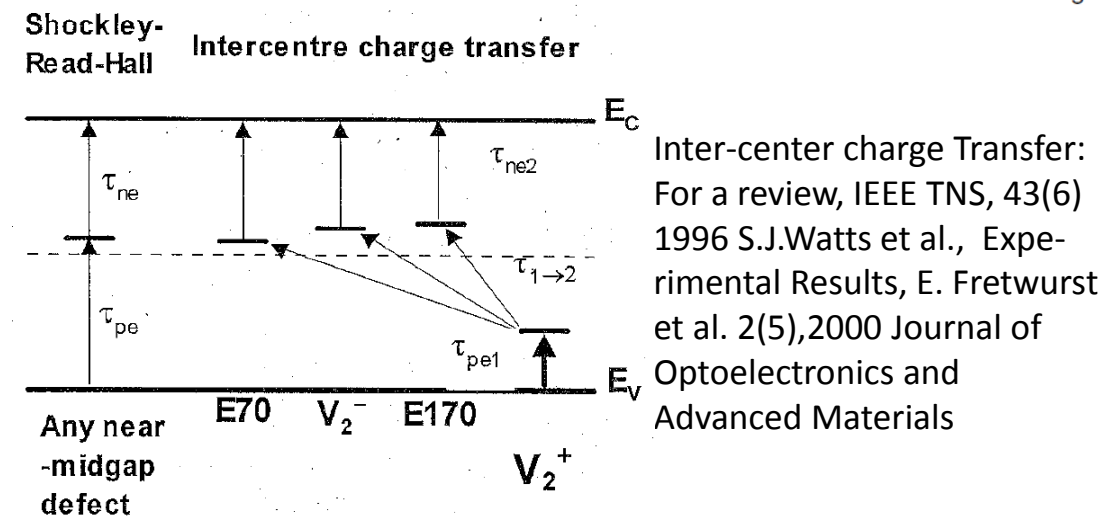 Shockley-
Read-Hall
Intercentre charge transfer
E_C
τ_ne
τ_ne2
τ_1→2
τ_pe
τ_pe1
E_V
E70
V_2^-
E170
V_2^+
Any near
-midgap
defect
Inter-center charge Transfer:
For a review, IEEE TNS, 43(6)
1996 S.J.Watts et al., Expe-
rimental Results, E. Fretwurst
et al. 2(5),2000 Journal of
Optoelectronics and
Advanced Materials